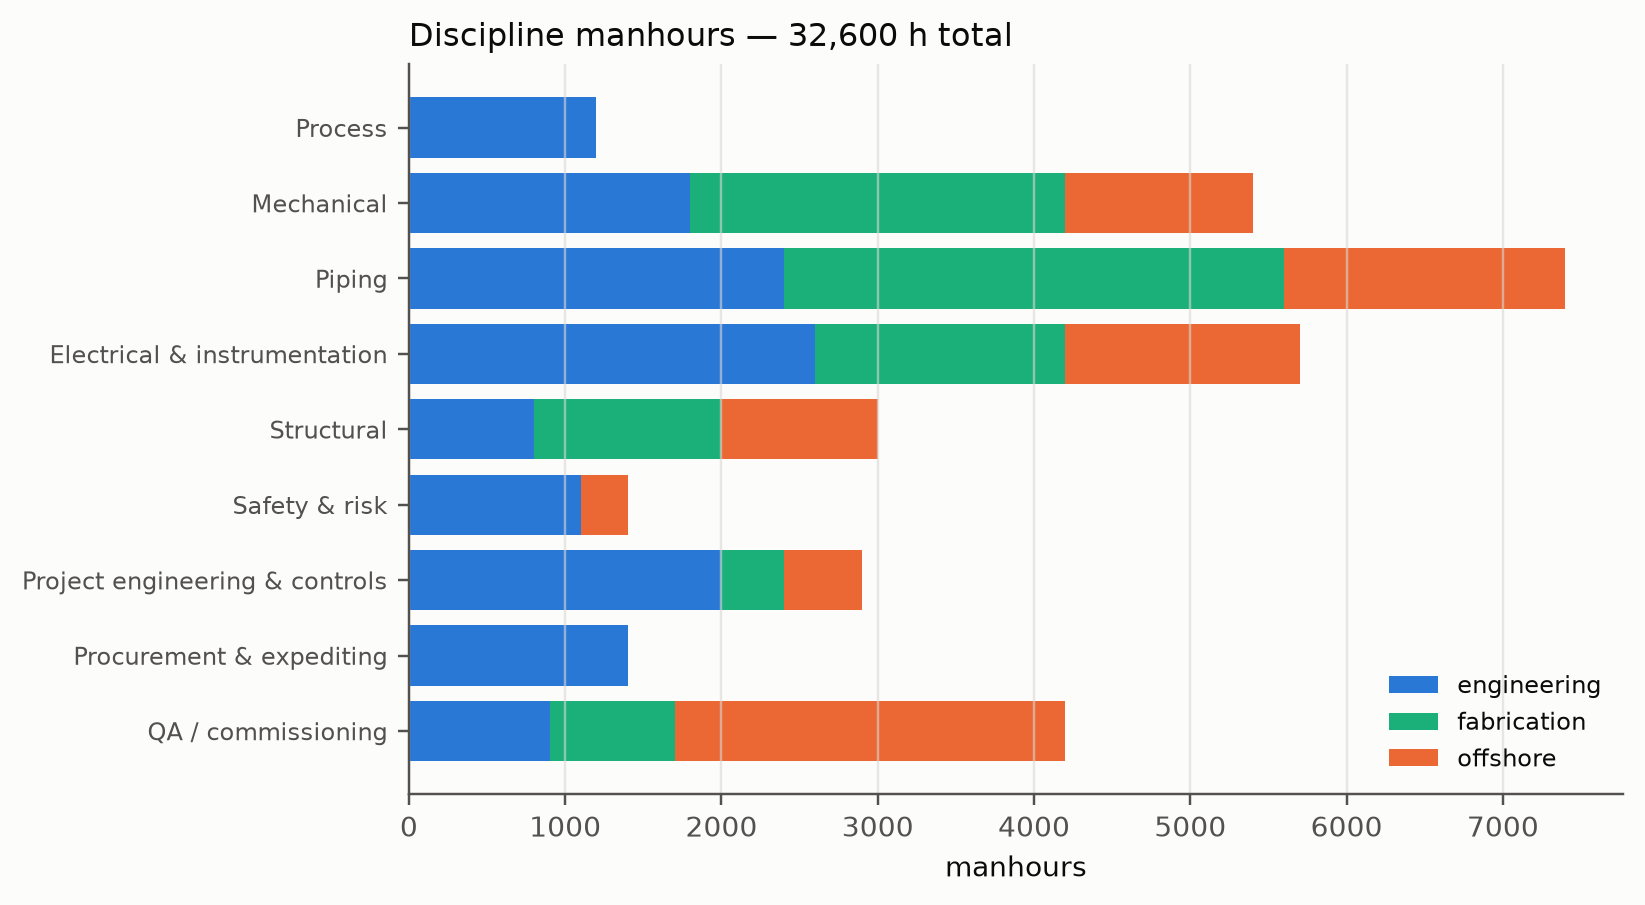 Discipline manhours — 32,600 h total
Process
Mechanical
Piping
Electrical & instrumentation
Structural
Safety & risk
Project engineering & controls
Procurement & expediting
QA / commissioning
engineering
fabrication
offshore
0 1000 2000 3000 4000 5000 6000 7000
manhours